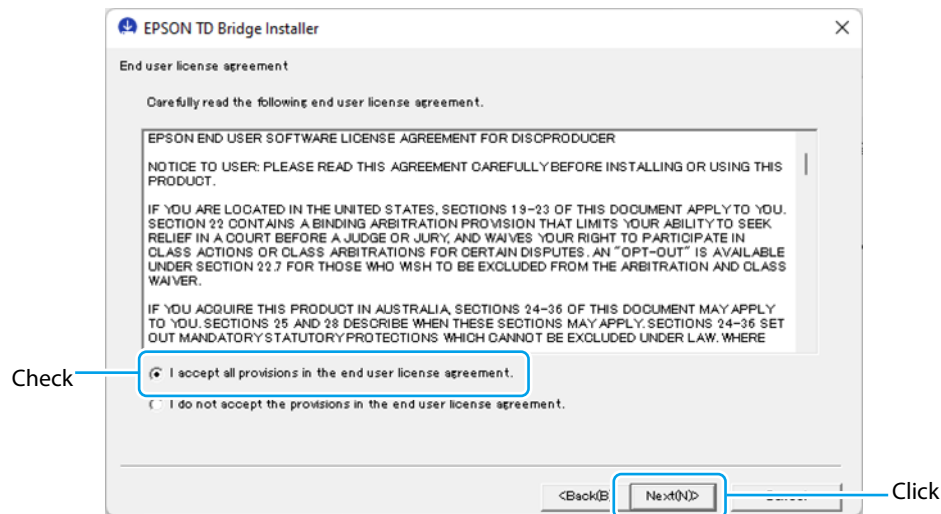 EPSON TD Bridge Installer
End user license agreement
Carefully read the following end user license agreement.
EPSON END USER SOFTWARE LICENSE AGREEMENT FOR DISCPRODUCER
NOTICE TO USER: PLEASE READ THIS AGREEMENT CAREFULLY BEFORE INSTALLING OR USING THIS
PRODUCT.
IF YOU ARE LOCATED IN THE UNITED STATES, SECTIONS 19-23 OF THIS DOCUMENT APPLY TO YOU.
SECTION 22 CONTAINS A BINDING ARBITRATION PROVISION THAT LIMITS YOUR ABILITY TO SEEK
RELIEF IN A COURT BEFORE A JUDGE OR JURY, AND WAIVES YOUR RIGHT TO PARTICIPATE IN
CLASS ACTIONS OR CLASS ARBITRATIONS FOR CERTAIN DISPUTES. AN "OPT-OUT" IS AVAILABLE
UNDER SECTION 22.7 FOR THOSE WHO WISH TO BE EXCLUDED FROM THE ARBITRATION AND CLASS
WAIVER.
IF YOU ACQUIRE THIS PRODUCT IN AUSTRALIA, SECTIONS 24-36 OF THIS DOCUMENT MAY APPLY
TO YOU. SECTIONS 25 AND 28 DESCRIBE WHEN THESE SECTIONS MAY APPLY. SECTIONS 24-36 SET
OUT MANDATORY STATUTORY PROTECTIONS WHICH CANNOT BE EXCLUDED UNDER LAW. WHERE
Check
I accept all provisions in the end user license agreement.
I do not accept the provisions in the end user license agreement.
<Back(B
Next(N)>
Click